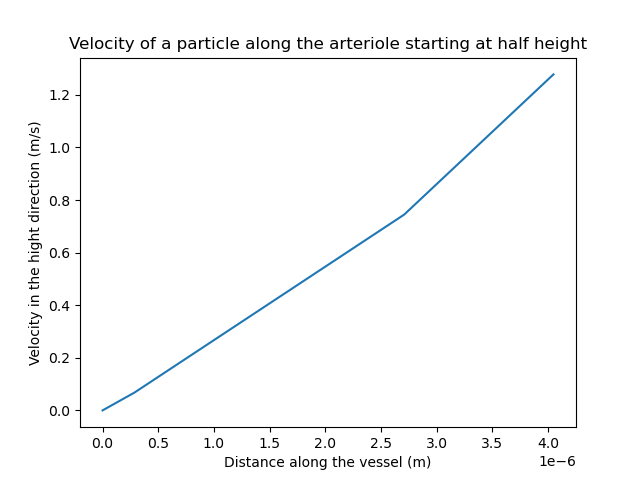 Velocity of a particle along the arteriole starting at half height
Velocity in the hight direction (m/s)
1.2
1.0
0.8
0.6
0.4
0.2
0.0
0.0 0.5 1.0 1.5 2.0 2.5 3.0 3.5 4.0
1e−6
Distance along the vessel (m)